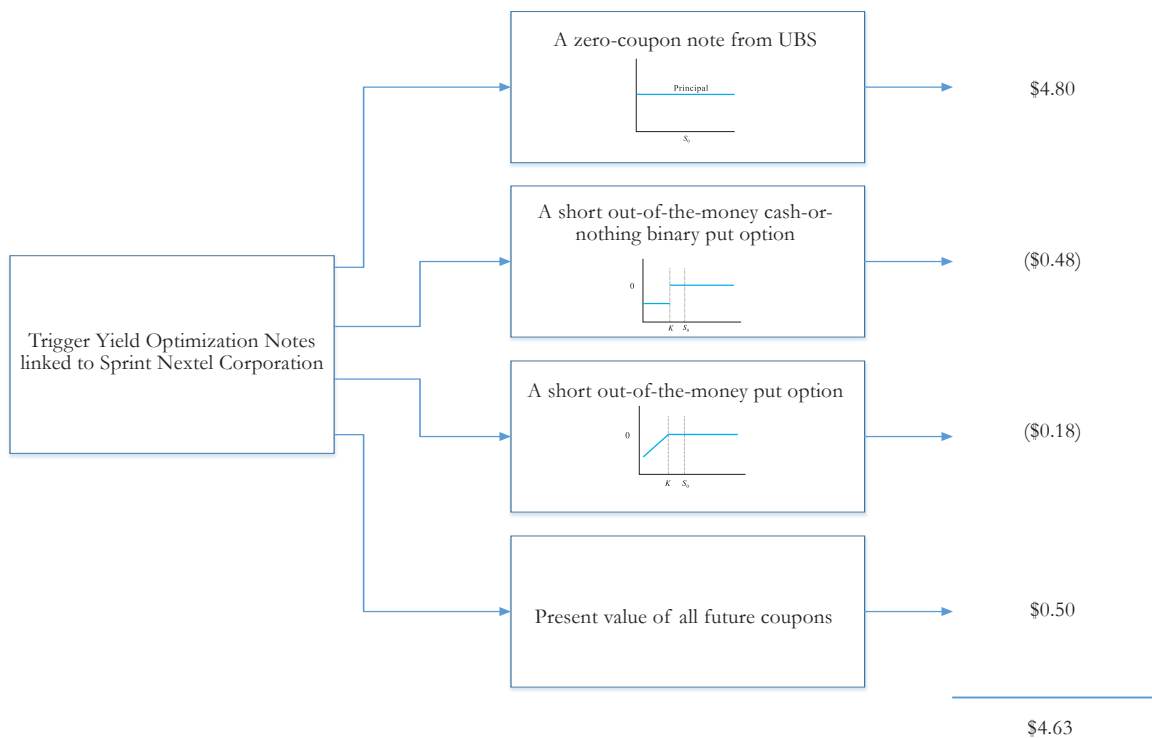 A zero-coupon note from UBS
Principal
S₀
$4.80
A short out-of-the-money cash-or-
nothing binary put option
0
K S₀
($0.48)
Trigger Yield Optimization Notes
linked to Sprint Nextel Corporation
A short out-of-the-money put option
0
K S₀
($0.18)
Present value of all future coupons
$0.50
$4.63